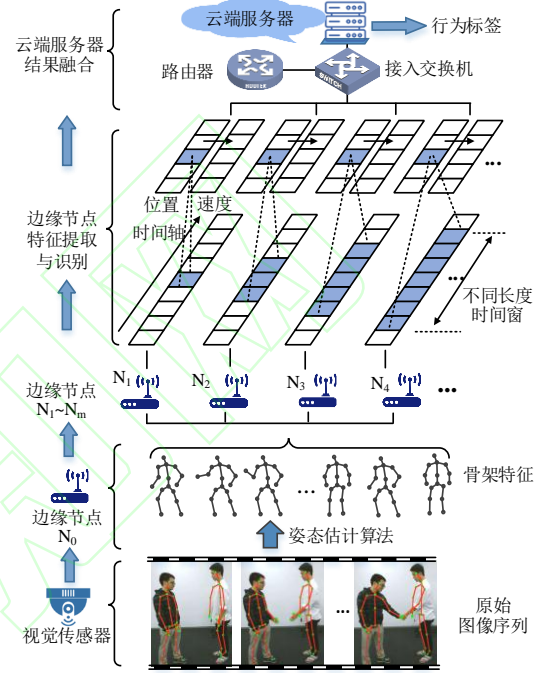 云端服务器
行为标签
云端服务器
结果融合
路由器
ROUTER
SWITCH
接入交换机
...
位置 速度
时间轴
边缘节点
特征提取
与识别
...
不同长度
时间窗
N1
N2
N3
N4
...
边缘节点
N1~Nm
骨架特征
...
边缘节点
N0
姿态估计算法
...
原始
图像序列
视觉传感器